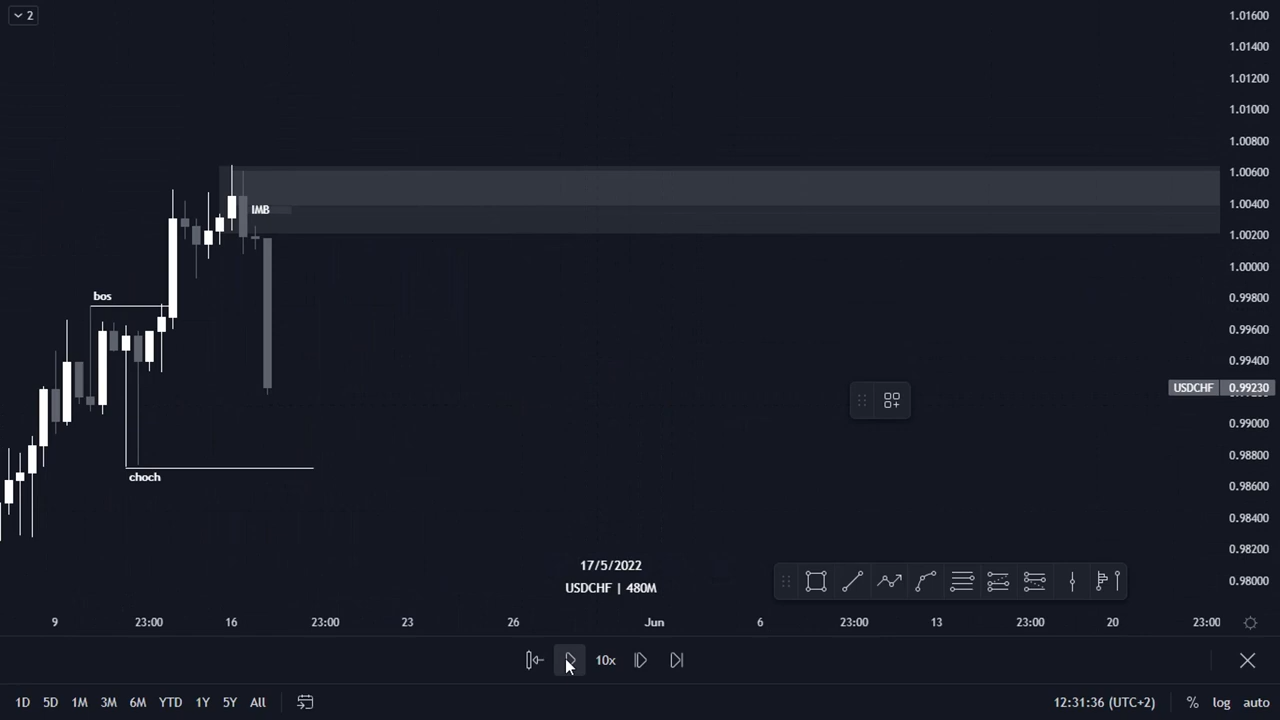 2
1.01600
1.01400
1.01200
1.01000
1.00800
1.00600
1.00400
1.00200
1.00000
0.99800
0.99600
0.99400
USDCHF 0.99230
0.99000
0.98800
0.98600
0.98400
0.98200
0.98000
IMB
bos
choch
17/5/2022
USDCHF | 480M
9 23:00 16 23:00 23 26 Jun 6 23:00 13 23:00 20 23:00
10x
1D 5D 1M 3M 6M YTD 1Y 5Y All 12:31:36 (UTC+2) % log auto